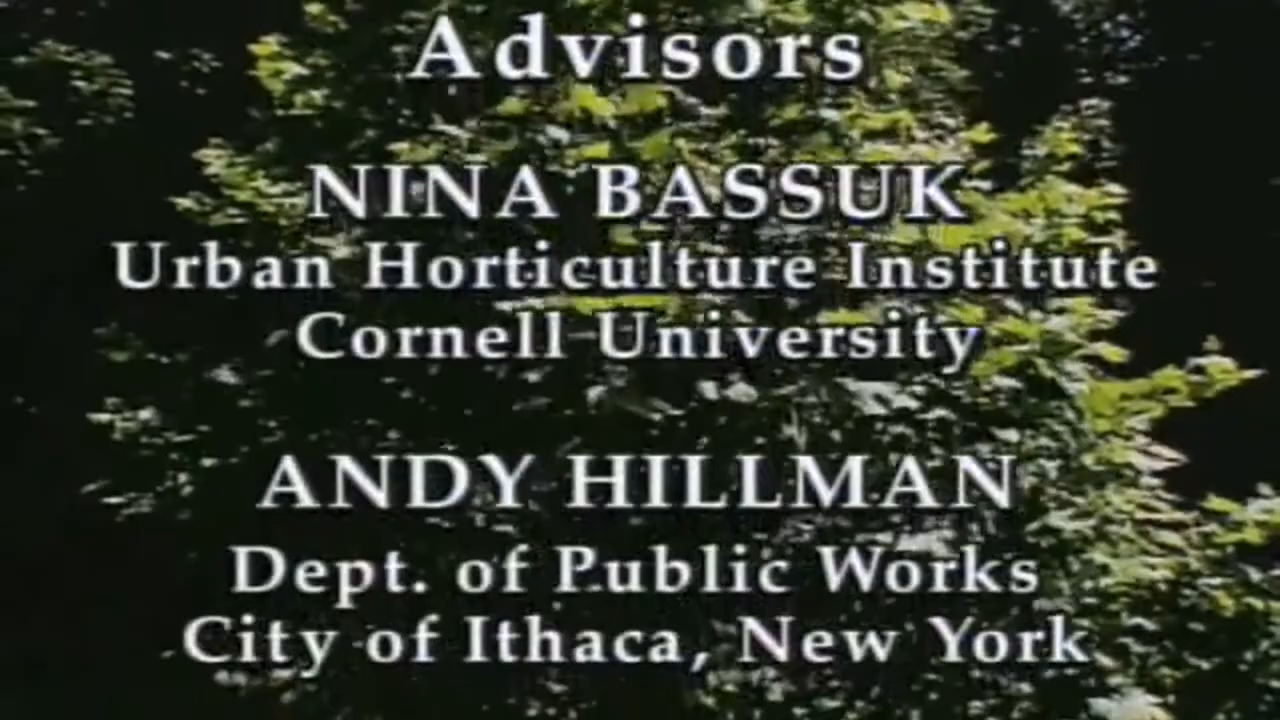 Advisors
NINA BASSUK
Urban Horticulture Institute
Cornell University
ANDY HILLMAN
Dept. of Public Works
City of Ithaca, New York